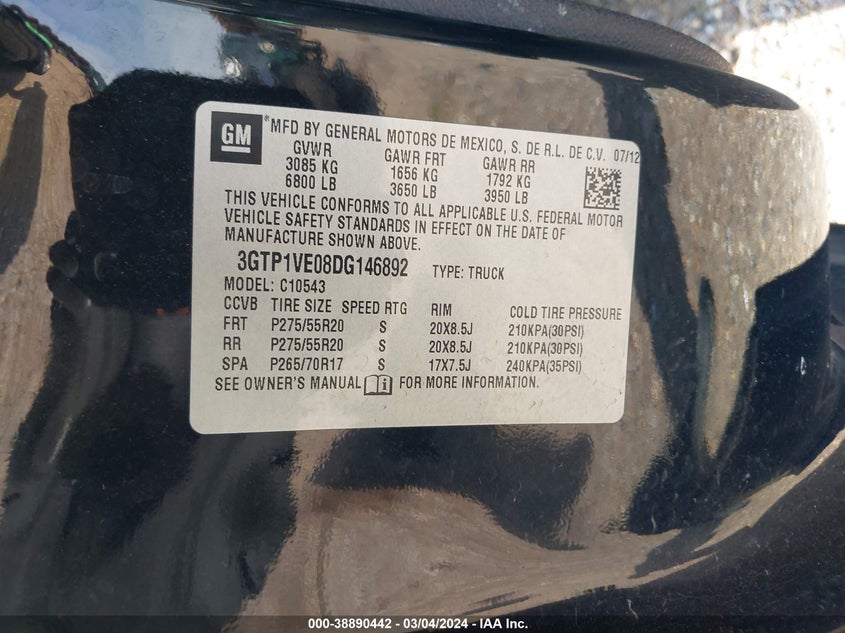 GM
*MFD BY GENERAL MOTORS DE MEXICO, S. DE R.L. DE C.V. 07/12
GVWR GAWR FRT GAWR RR
3085 KG 1656 KG 1792 KG
6800 LB 3650 LB 3950 LB
THIS VEHICLE CONFORMS TO ALL APPLICABLE U.S. FEDERAL MOTOR
VEHICLE SAFETY STANDARDS IN EFFECT ON THE DATE OF
MANUFACTURE SHOWN ABOVE.
3GTP1VE08DG146892 TYPE: TRUCK
MODEL: C10543
CCVB TIRE SIZE SPEED RTG RIM COLD TIRE PRESSURE
FRT P275/55R20 S 20X8.5J 210KPA(30PSI)
RR P275/55R20 S 20X8.5J 210KPA(30PSI)
SPA P265/70R17 S 17X7.5J 240KPA(35PSI)
SEE OWNER'S MANUAL i FOR MORE INFORMATION.
000-38890442 - 03/04/2024 - IAA Inc.